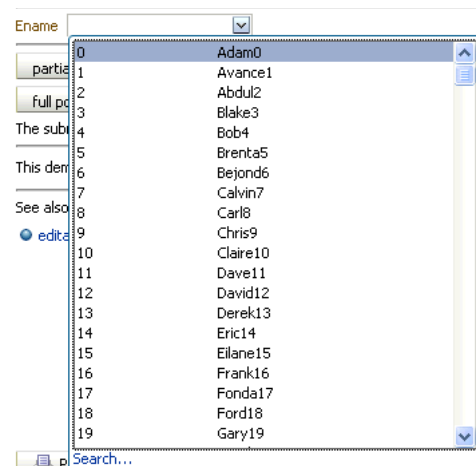 Ename
0 Adam0
1 Avance1
2 Abdul2
3 Blake3
4 Bob4
5 Brenta5
6 Bejond6
7 Calvin7
8 Carl8
9 Chris9
10 Claire10
11 Dave11
12 David12
13 Derek13
14 Eric14
15 Eilane15
16 Frank16
17 Fonda17
18 Ford18
19 Gary19
Search...
partia
full po
The sub
This dem
See also
edita
P